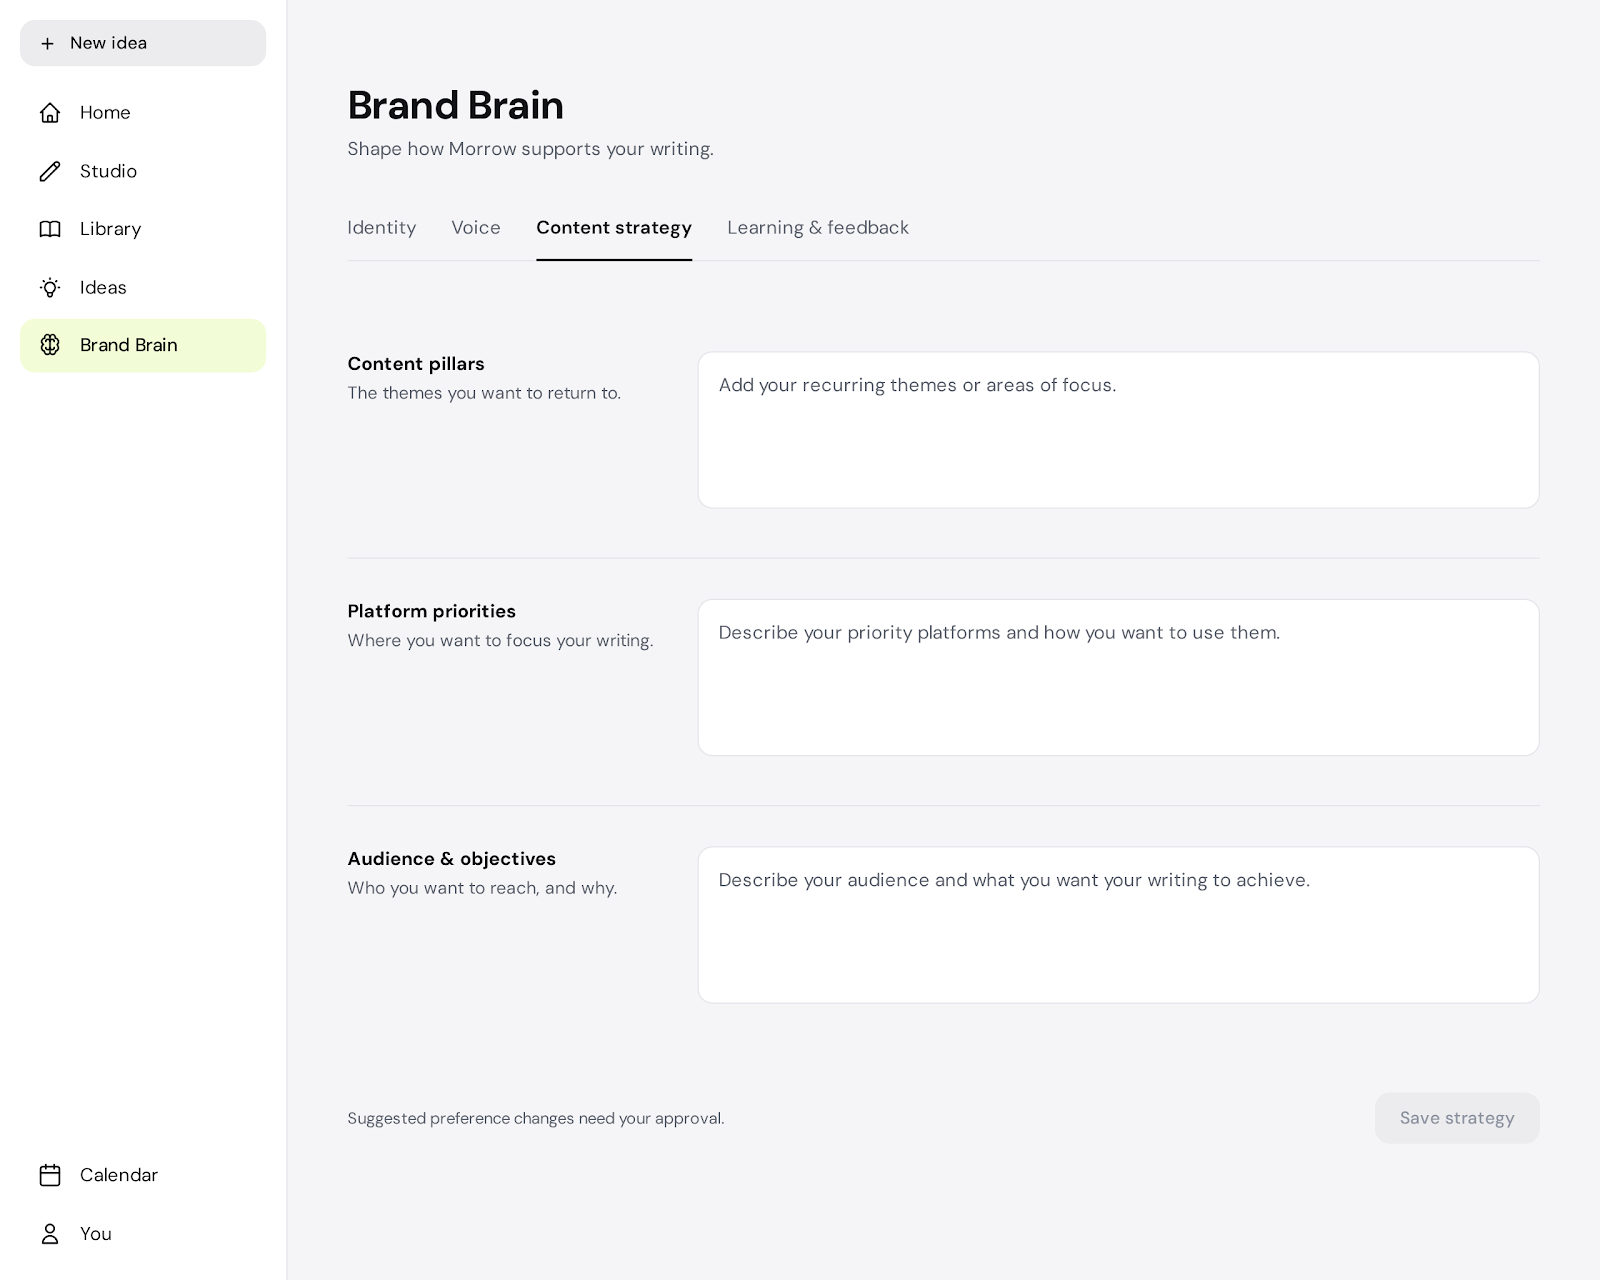 New idea
Home
Studio
Library
Ideas
Brand Brain
Calendar
You
Brand Brain
Shape how Morrow supports your writing.
Identity
Voice
Content strategy
Learning & feedback
Content pillars
The themes you want to return to.
Add your recurring themes or areas of focus.
Platform priorities
Where you want to focus your writing.
Describe your priority platforms and how you want to use them.
Audience & objectives
Who you want to reach, and why.
Describe your audience and what you want your writing to achieve.
Suggested preference changes need your approval.
Save strategy